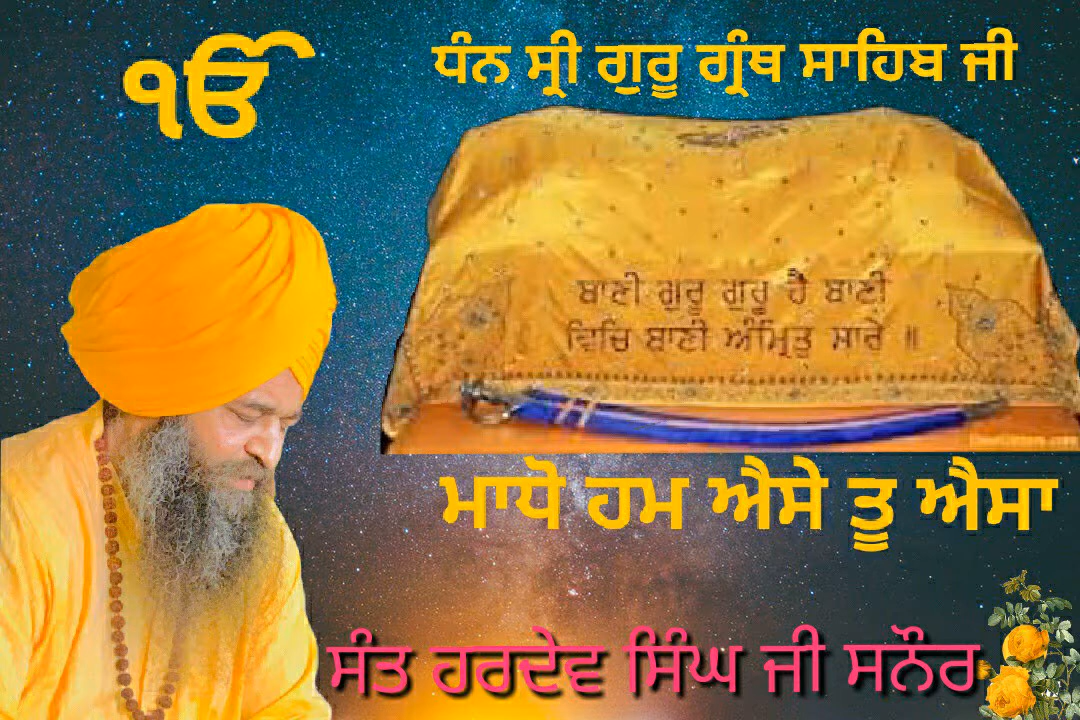 ੴ
ਧੰਨ ਸ੍ਰੀ ਗੁਰੂ ਗ੍ਰੰਥ ਸਾਹਿਬ ਜੀ
ਬਾਣੀ ਗੁਰੂ ਗੁਰੂ ਹੈ ਬਾਣੀ
ਵਿਚਿ ਬਾਣੀ ਅੰਮ੍ਰਿਤੁ ਸਾਰੇ ॥
ਮਾਧੋ ਹਮ ਐਸੇ ਤੂ ਐਸਾ
ਸੰਤ ਹਰਦੇਵ ਸਿੰਘ ਜੀ ਸਨੌਰ